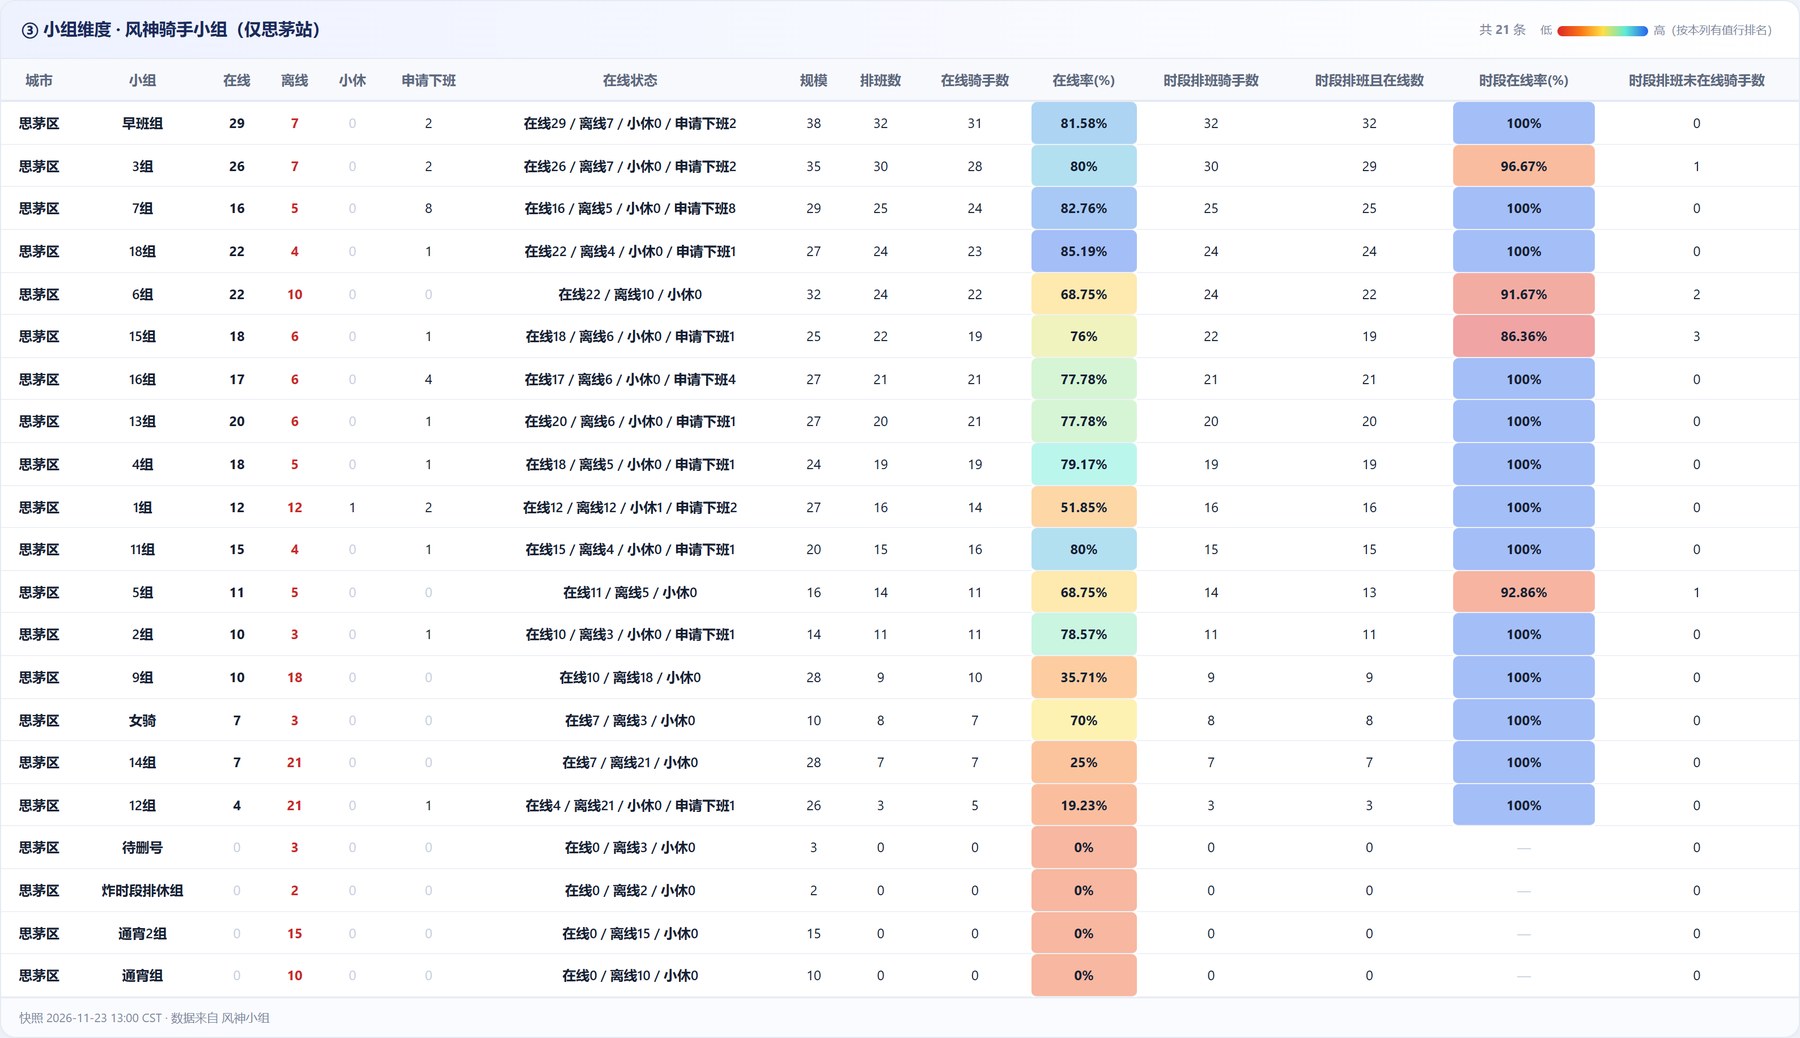 ③ 小组维度 · 风神骑手小组（仅思茅站）
共 21 条 低 高 (按本列有值行排名)
城市 小组 在线 离线 小休 申请下班 在线状态 规模 排班数 在线骑手数 在线率(%) 时段排班骑手数 时段排班且在线数 时段在线率(%) 时段排班未在线骑手数
思茅区 早班组 29 7 0 2 在线29 / 离线7 / 小休0 / 申请下班2 38 32 31 81.58% 32 32 100% 0
思茅区 3组 26 7 0 2 在线26 / 离线7 / 小休0 / 申请下班2 35 30 28 80% 30 29 96.67% 1
思茅区 7组 16 5 0 8 在线16 / 离线5 / 小休0 / 申请下班8 29 25 24 82.76% 25 25 100% 0
思茅区 18组 22 4 0 1 在线22 / 离线4 / 小休0 / 申请下班1 27 24 23 85.19% 24 24 100% 0
思茅区 6组 22 10 0 0 在线22 / 离线10 / 小休0 32 24 22 68.75% 24 22 91.67% 2
思茅区 15组 18 6 0 1 在线18 / 离线6 / 小休0 / 申请下班1 25 22 19 76% 22 19 86.36% 3
思茅区 16组 17 6 0 4 在线17 / 离线6 / 小休0 / 申请下班4 27 21 21 77.78% 21 21 100% 0
思茅区 13组 20 6 0 1 在线20 / 离线6 / 小休0 / 申请下班1 27 20 21 77.78% 20 20 100% 0
思茅区 4组 18 5 0 1 在线18 / 离线5 / 小休0 / 申请下班1 24 19 19 79.17% 19 19 100% 0
思茅区 1组 12 12 1 2 在线12 / 离线12 / 小休1 / 申请下班2 27 16 14 51.85% 16 16 100% 0
思茅区 11组 15 4 0 1 在线15 / 离线4 / 小休0 / 申请下班1 20 15 16 80% 15 15 100% 0
思茅区 5组 11 5 0 0 在线11 / 离线5 / 小休0 16 14 11 68.75% 14 13 92.86% 1
思茅区 2组 10 3 0 1 在线10 / 离线3 / 小休0 / 申请下班1 14 11 11 78.57% 11 11 100% 0
思茅区 9组 10 18 0 0 在线10 / 离线18 / 小休0 28 9 10 35.71% 9 9 100% 0
思茅区 女骑 7 3 0 0 在线7 / 离线3 / 小休0 10 8 7 70% 8 8 100% 0
思茅区 14组 7 21 0 0 在线7 / 离线21 / 小休0 28 7 7 25% 7 7 100% 0
思茅区 12组 4 21 0 1 在线4 / 离线21 / 小休0 / 申请下班1 26 3 5 19.23% 3 3 100% 0
思茅区 待删号 0 3 0 0 在线0 / 离线3 / 小休0 3 0 0 0% 0 0 — 0
思茅区 炸时段排休组 0 2 0 0 在线0 / 离线2 / 小休0 2 0 0 0% 0 0 — 0
思茅区 通宵2组 0 15 0 0 在线0 / 离线15 / 小休0 15 0 0 0% 0 0 — 0
思茅区 通宵组 0 10 0 0 在线0 / 离线10 / 小休0 10 0 0 0% 0 0 — 0
快照 2026-11-23 13:00 CST · 数据来自 风神小组